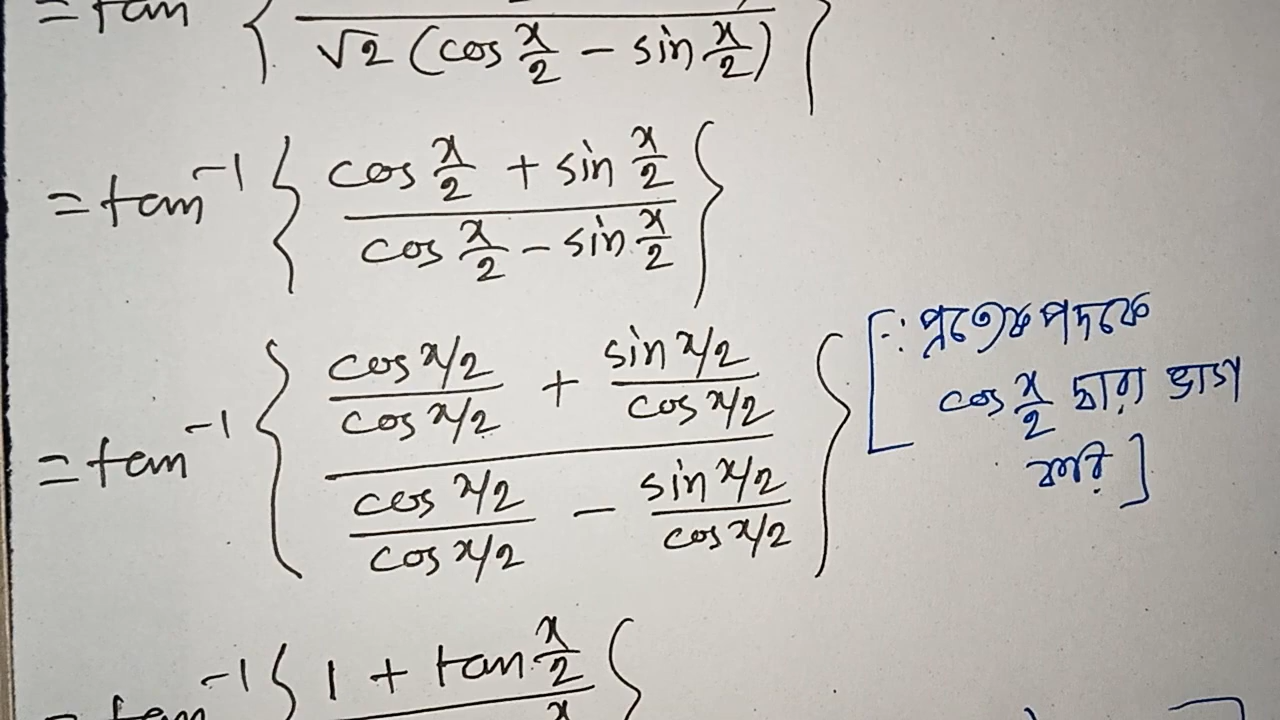 = tan { / √2 (cos x/2 − sin x/2) }
= tan⁻¹ { (cos x/2 + sin x/2) / (cos x/2 − sin x/2) }
= tan⁻¹ { (cos x/2 / cos x/2 + sin x/2 / cos x/2) / (cos x/2 / cos x/2 − sin x/2 / cos x/2) }
[∵ প্রত্যেক পদকে
cos x/2 দ্বারা ভাগ
করি]
= tan⁻¹ { 1 + tan x/2 / x }